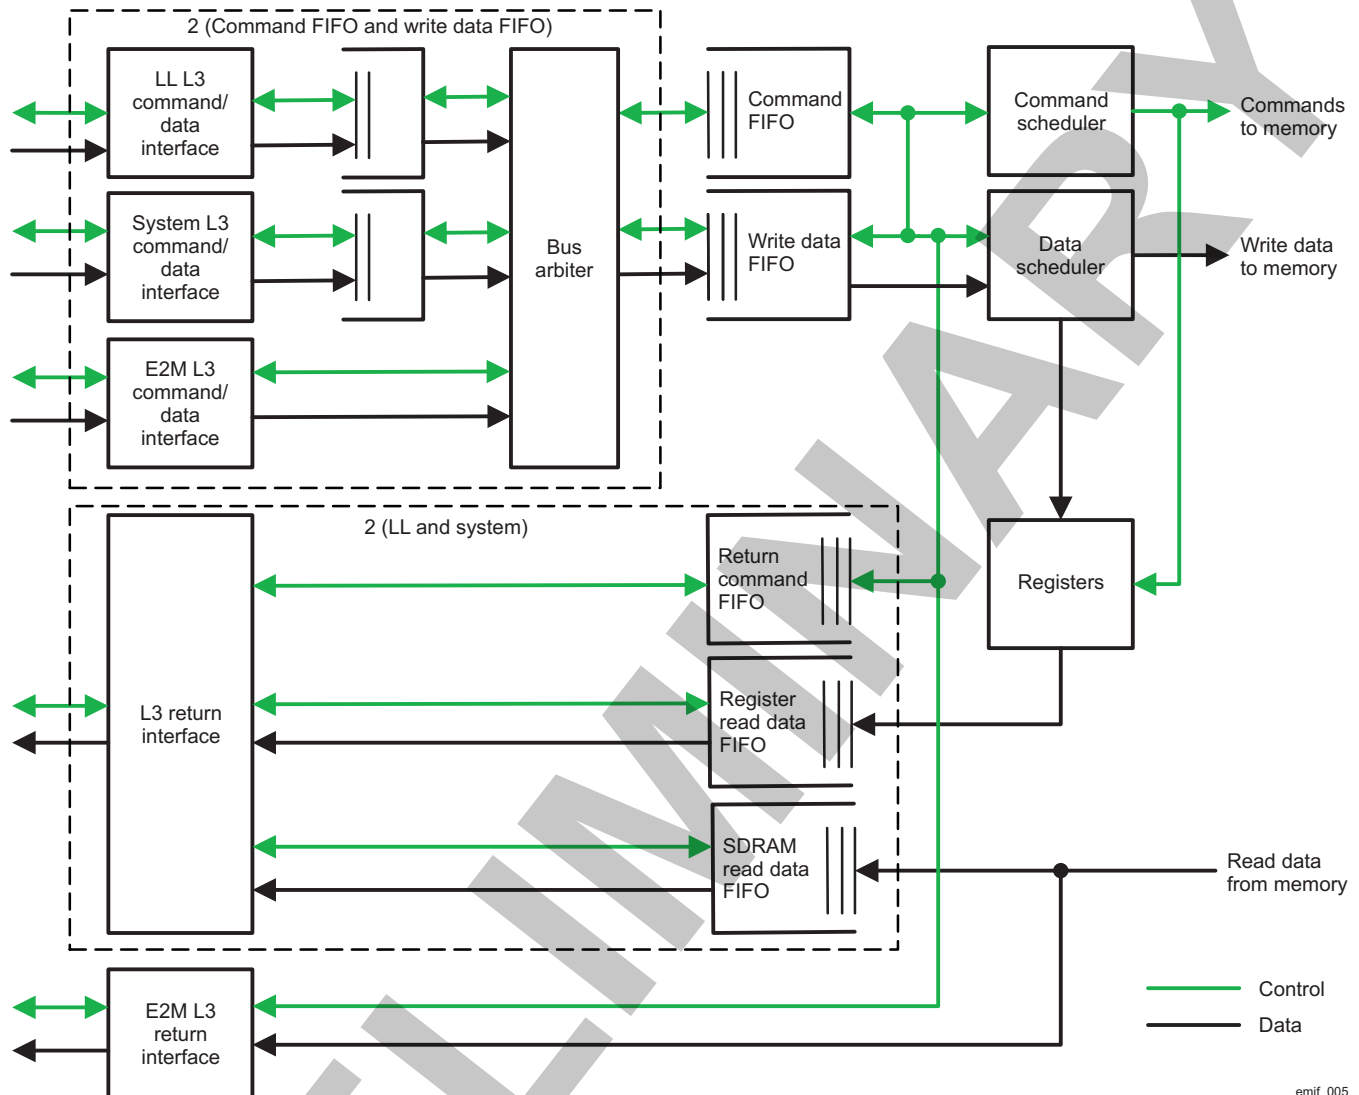 2 (Command FIFO and write data FIFO)
LL L3
command/
data
interface
Command
FIFO
Command
scheduler
Commands
to memory
System L3
command/
data
interface
Bus
arbiter
Write data
FIFO
Data
scheduler
Write data
to memory
E2M L3
command/
data
interface
2 (LL and system)
Return
command
FIFO
Registers
L3 return
interface
Register
read data
FIFO
SDRAM
read data
FIFO
Read data
from memory
E2M L3
return
interface
Control
Data
emif_005
ELIMINARY